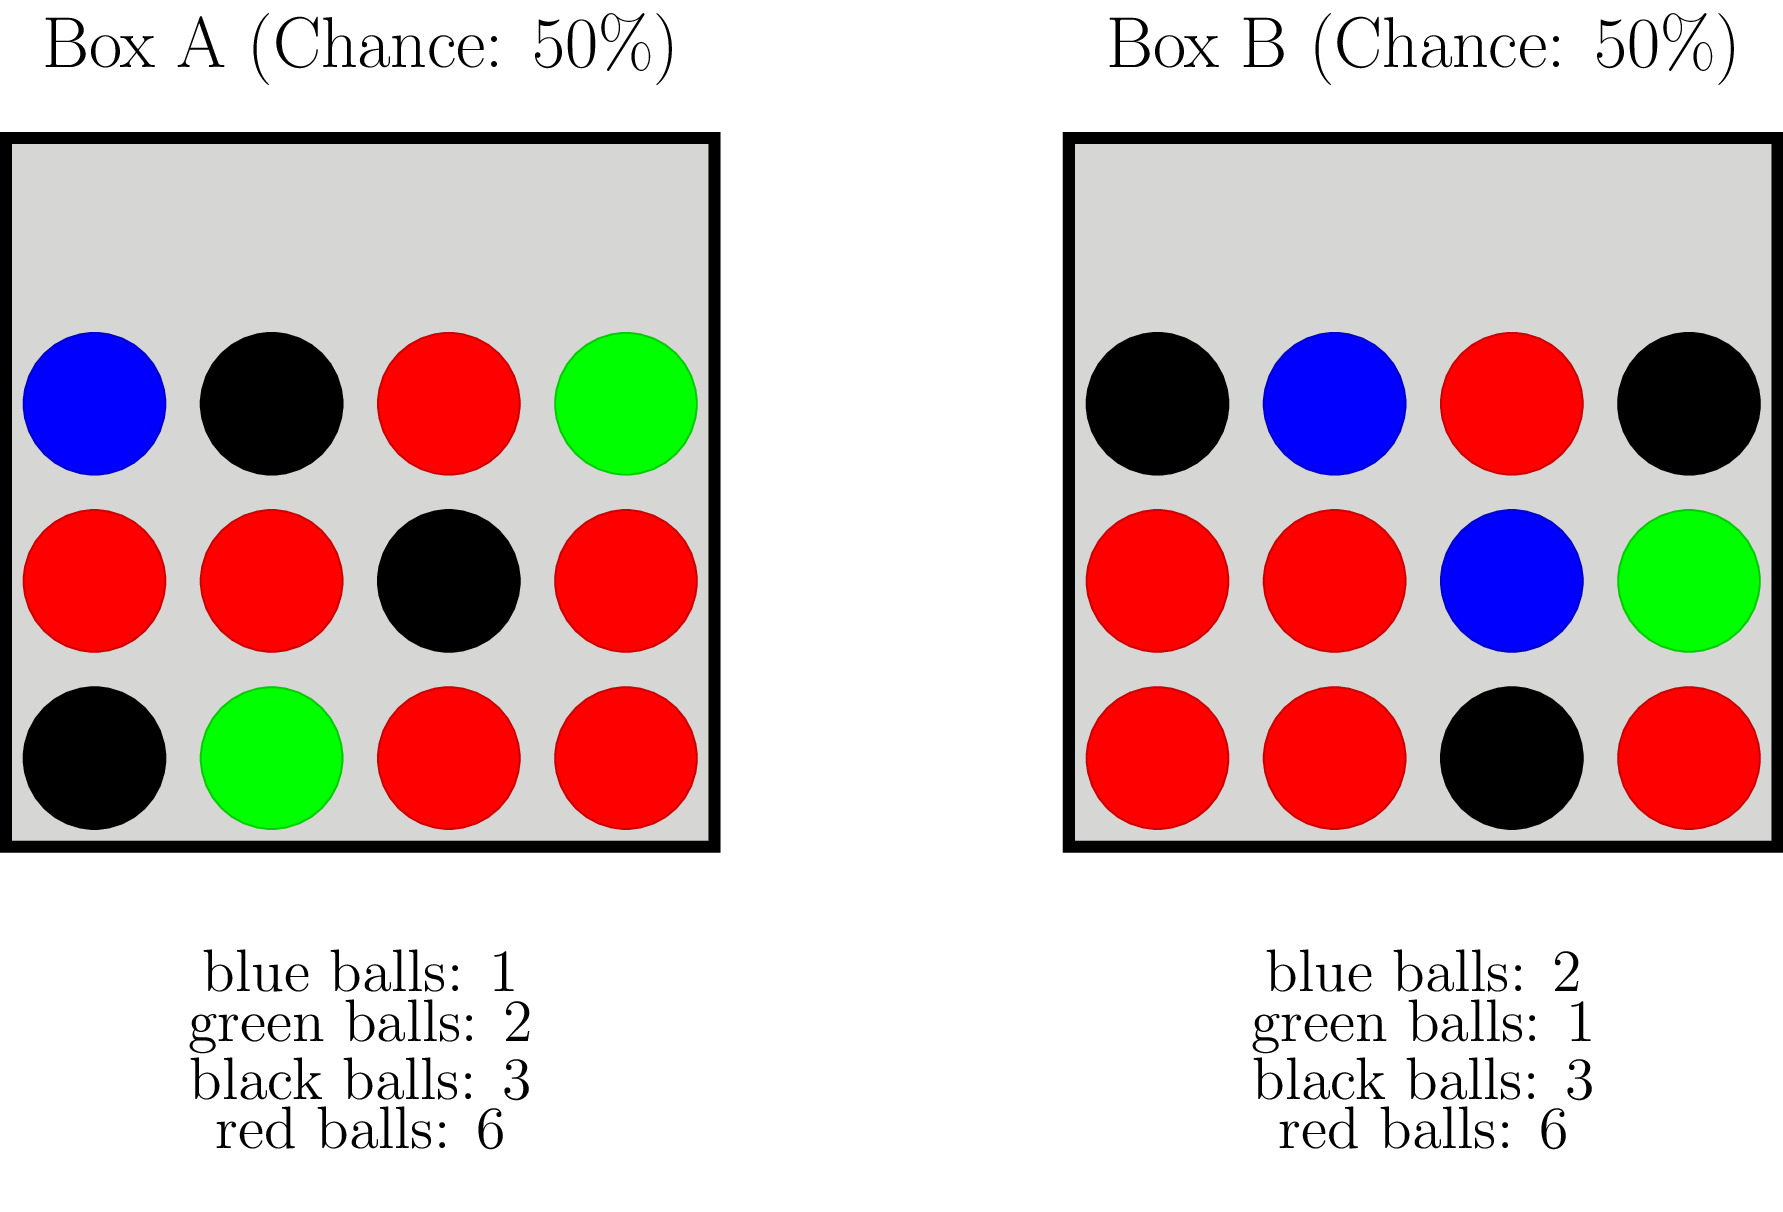 Box A (Chance: 50%)
Box B (Chance: 50%)
blue balls: 1
green balls: 2
black balls: 3
red balls: 6
blue balls: 2
green balls: 1
black balls: 3
red balls: 6